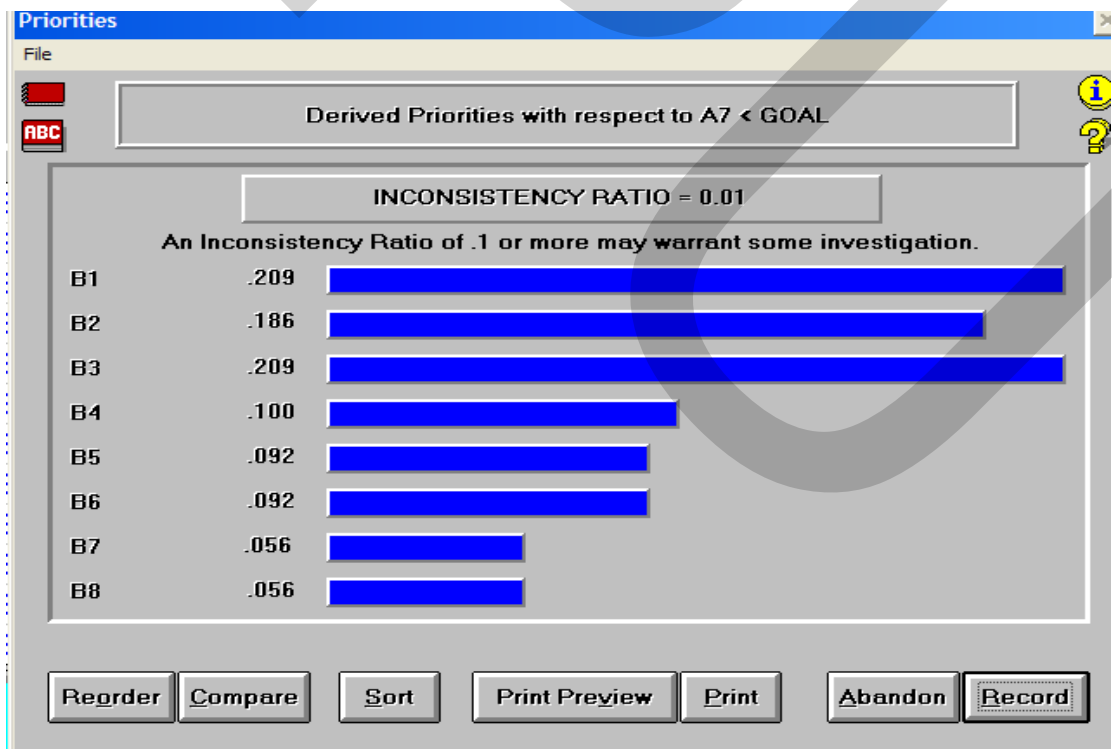 Priorities
File
ABC
Derived Priorities with respect to A7 < GOAL
i
?
INCONSISTENCY RATIO = 0.01
An Inconsistency Ratio of .1 or more may warrant some investigation.
B1 .209
B2 .186
B3 .209
B4 .100
B5 .092
B6 .092
B7 .056
B8 .056
Reorder Compare Sort Print Preview Print Abandon Record